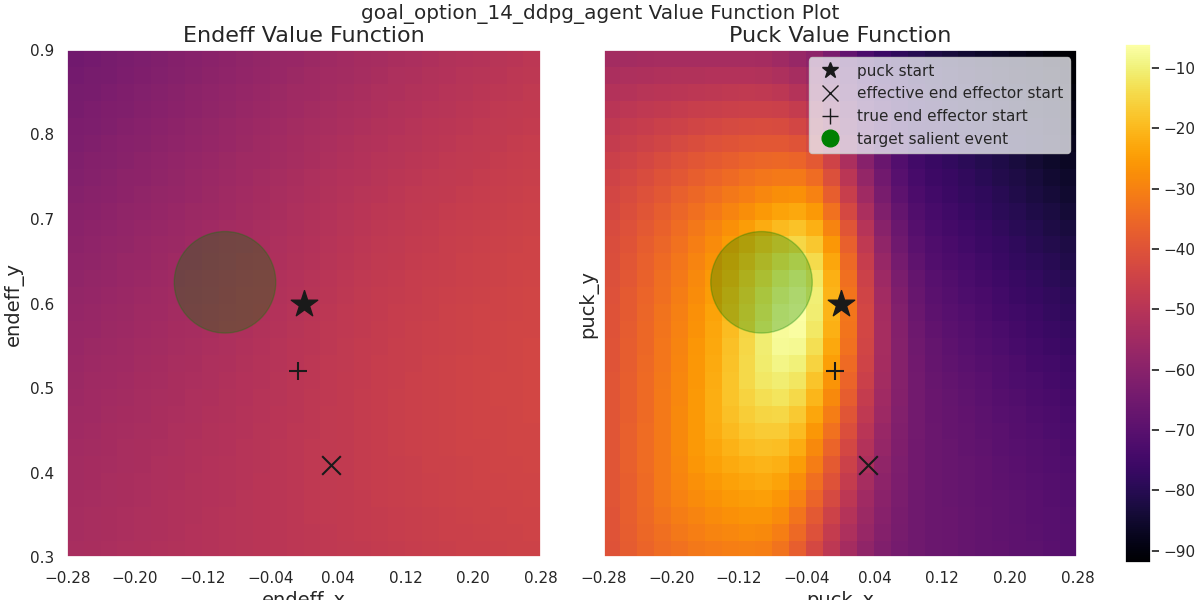 goal_option_14_ddpg_agent Value Function Plot
Endeff Value Function
Puck Value Function
0.9
0.8
0.7
0.6
0.5
0.4
0.3
endeff_y
−0.28 −0.20 −0.12 −0.04 0.04 0.12 0.20 0.28
endeff_x
puck_y
puck start
effective end effector start
true end effector start
target salient event
−0.28 −0.20 −0.12 −0.04 0.04 0.12 0.20 0.28
puck_x
−10
−20
−30
−40
−50
−60
−70
−80
−90